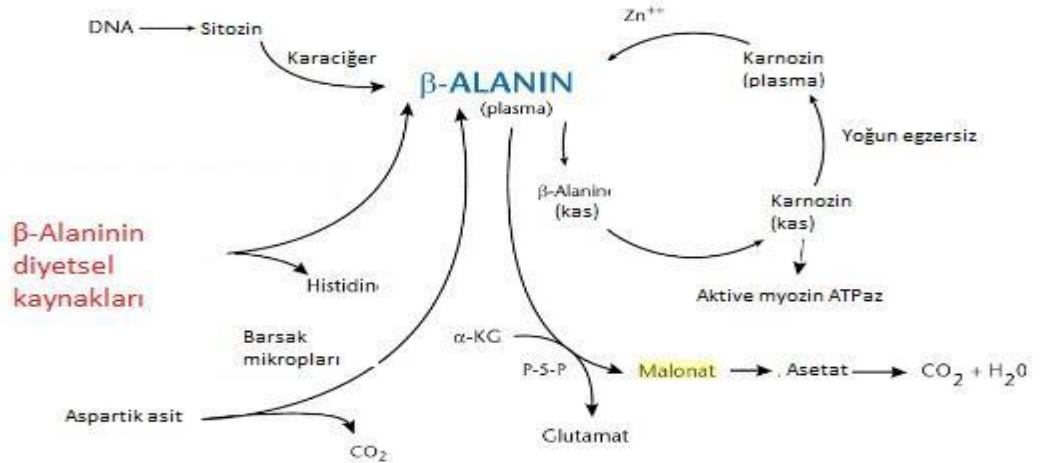 DNA
Sitozin
Karaciğer
β-ALANIN
(plasma)
Zn++
Karnozin
(plasma)
Yoğun egzersiz
β-Alanin
(kas)
Karnozin
(kas)
Aktive myozin ATPaz
β-Alaninin
diyetsel
kaynakları
Histidin
Barsak
mikropları
Aspartik asit
CO2
α-KG
P-5-P
Glutamat
Malonat
. Asetat
CO2 + H20